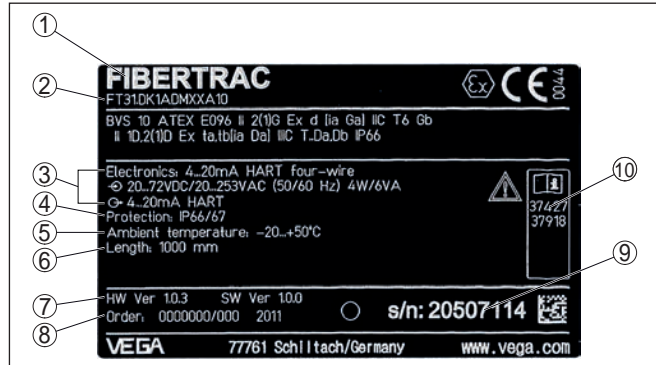 1
FIBERTRAC
2
FT31.DK1ADMXXA10
Ex CE 0044
BVS 10 ATEX E096 II 2(1)G Ex d [ia Ga] IIC T6 Gb
II 1D,2(1)D Ex ta,tb[ia Da] IIIC T..Da,Db IP66
3
Electronics: 4...20mA HART four-wire
20...72VDC/20...253VAC (50/60 Hz) 4W/6VA
4...20mA HART
4
Protection: IP66/67
5
Ambient temperature: -20...+50°C
6
Length: 1000 mm
10
37427
37918
9
7
HW Ver 1.0.3 SW Ver 1.0.0
8
Order: 0000000/000 2011
s/n: 20507114
VEGA 77761 Schiltach/Germany www.vega.com